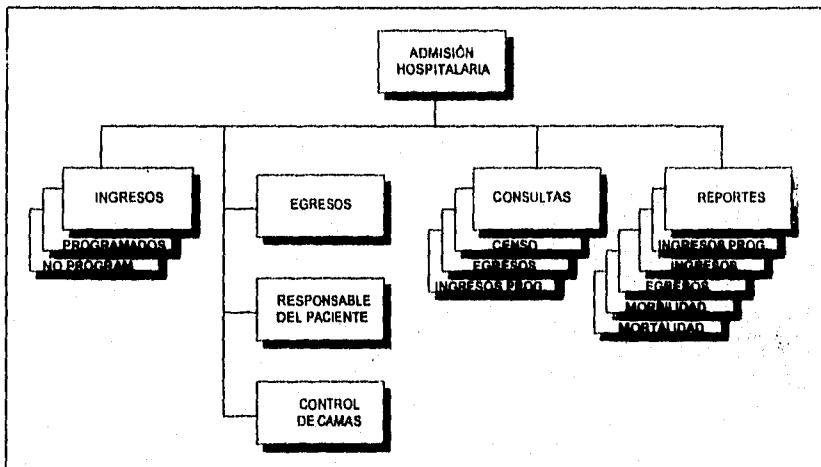 ADMISIÓN
HOSPITALARIA
INGRESOS
PROGRAMADOS
NO PROGRAM
EGRESOS
RESPONSABLE
DEL PACIENTE
CONTROL
DE CAMAS
CONSULTAS
CENSO
EGRESOS
INGRESOS PROG
REPORTES
INGRESOS PROG
INGRESOS
EGRESOS
MORBILIDAD
MORTALIDAD